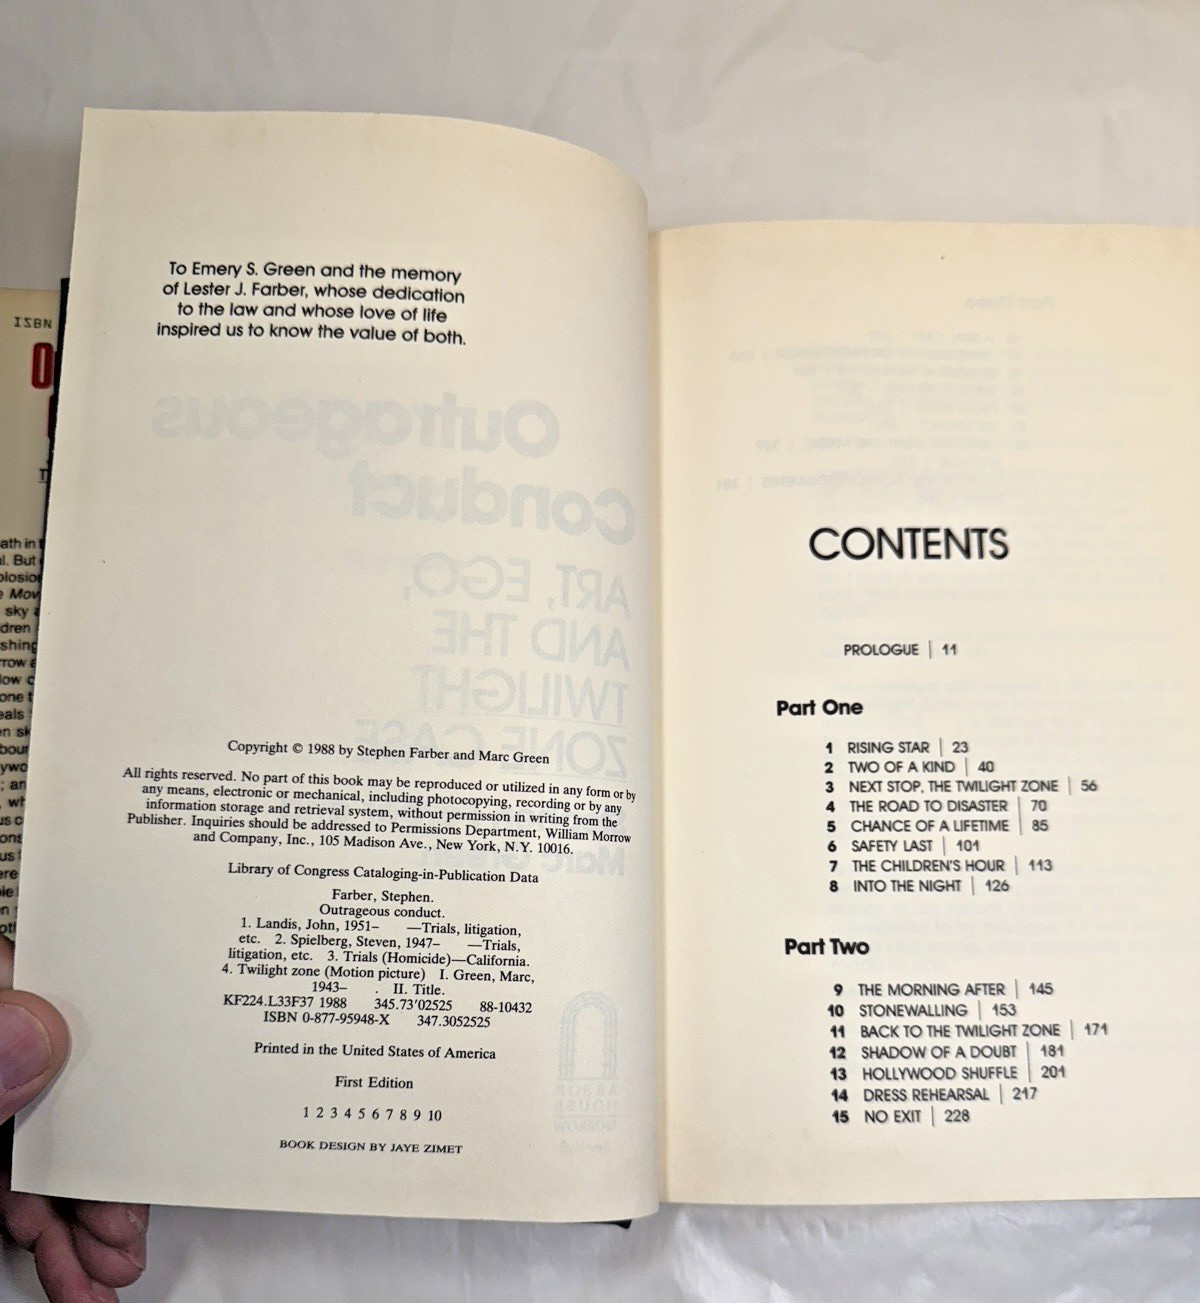 To Emery S. Green and the memory
of Lester J. Farber, whose dedication
to the law and whose love of life
inspired us to know the value of both.
Outrageous
Conduct
ART, EGO,
AND THE
TWILIGHT
ZONE CASE
Copyright © 1988 by Stephen Farber and Marc Green
All rights reserved. No part of this book may be reproduced or utilized in any form or by
any means, electronic or mechanical, including photocopying, recording or by any
information storage and retrieval system, without permission in writing from the
Publisher. Inquiries should be addressed to Permissions Department, William Morrow
and Company, Inc., 105 Madison Ave., New York, N.Y. 10016.
Library of Congress Cataloging-in-Publication Data
Farber, Stephen.
Outrageous conduct.
1. Landis, John, 1951– —Trials, litigation,
etc. 2. Spielberg, Steven, 1947– —Trials,
litigation, etc. 3. Trials (Homicide)—California.
4. Twilight zone (Motion picture) I. Green, Marc,
1943– . II. Title.
KF224.L33F37 1988 345.73'02525 88-10432
ISBN 0-877-95948-X 347.3052525
Printed in the United States of America
First Edition
1 2 3 4 5 6 7 8 9 10
BOOK DESIGN BY JAYE ZIMET
CONTENTS
PROLOGUE | 11
Part One
1 RISING STAR | 23
2 TWO OF A KIND | 40
3 NEXT STOP, THE TWILIGHT ZONE | 56
4 THE ROAD TO DISASTER | 70
5 CHANCE OF A LIFETIME | 85
6 SAFETY LAST | 101
7 THE CHILDREN'S HOUR | 113
8 INTO THE NIGHT | 126
Part Two
9 THE MORNING AFTER | 145
10 STONEWALLING | 153
11 BACK TO THE TWILIGHT ZONE | 171
12 SHADOW OF A DOUBT | 181
13 HOLLYWOOD SHUFFLE | 201
14 DRESS REHEARSAL | 217
15 NO EXIT | 228
ISBN